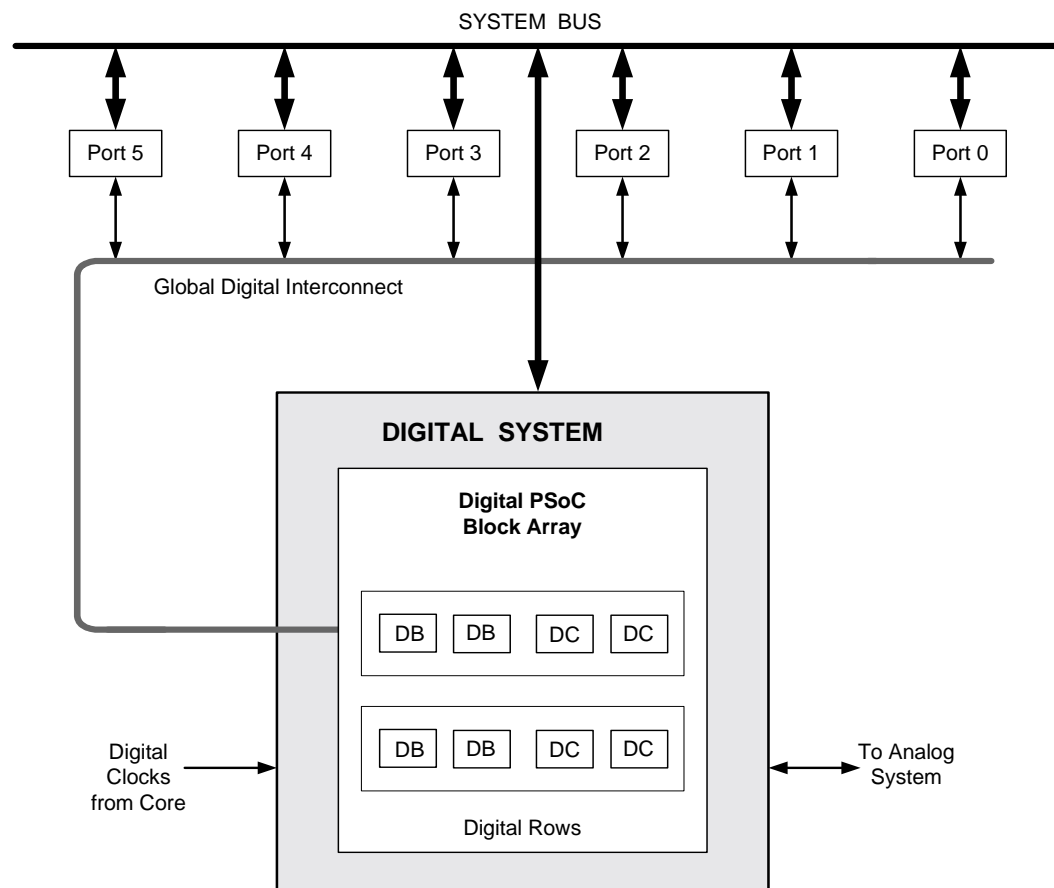 SYSTEM BUS
Port 5
Port 4
Port 3
Port 2
Port 1
Port 0
Global Digital Interconnect
DIGITAL SYSTEM
Digital PSoC
Block Array
DB
DB
DC
DC
DB
DB
DC
DC
Digital Rows
Digital
Clocks
from Core
To Analog
System